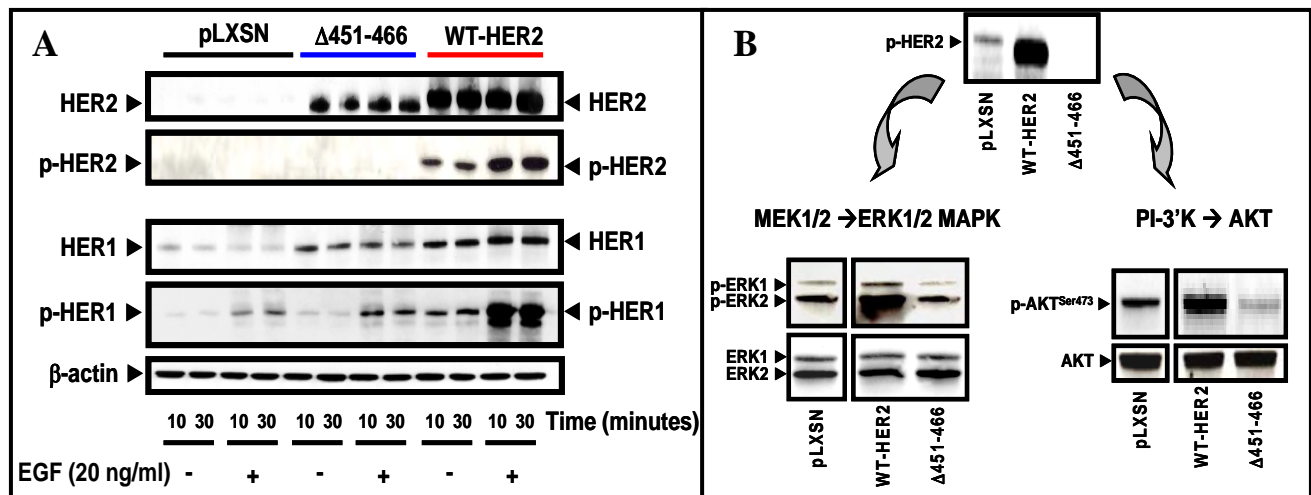 A
pLXSN Δ451-466 WT-HER2
HER2 HER2
p-HER2 p-HER2
HER1 HER1
p-HER1 p-HER1
β-actin
10 30 10 30 10 30 10 30 10 30 10 30 Time (minutes)
EGF (20 ng/ml) - + - + - +
B
p-HER2
pLXSN
WT-HER2
Δ451-466
MEK1/2 → ERK1/2 MAPK
p-ERK1
p-ERK2
ERK1
ERK2
pLXSN
WT-HER2
Δ451-466
PI-3'K → AKT
p-AKTSer473
AKT
pLXSN
WT-HER2
Δ451-466